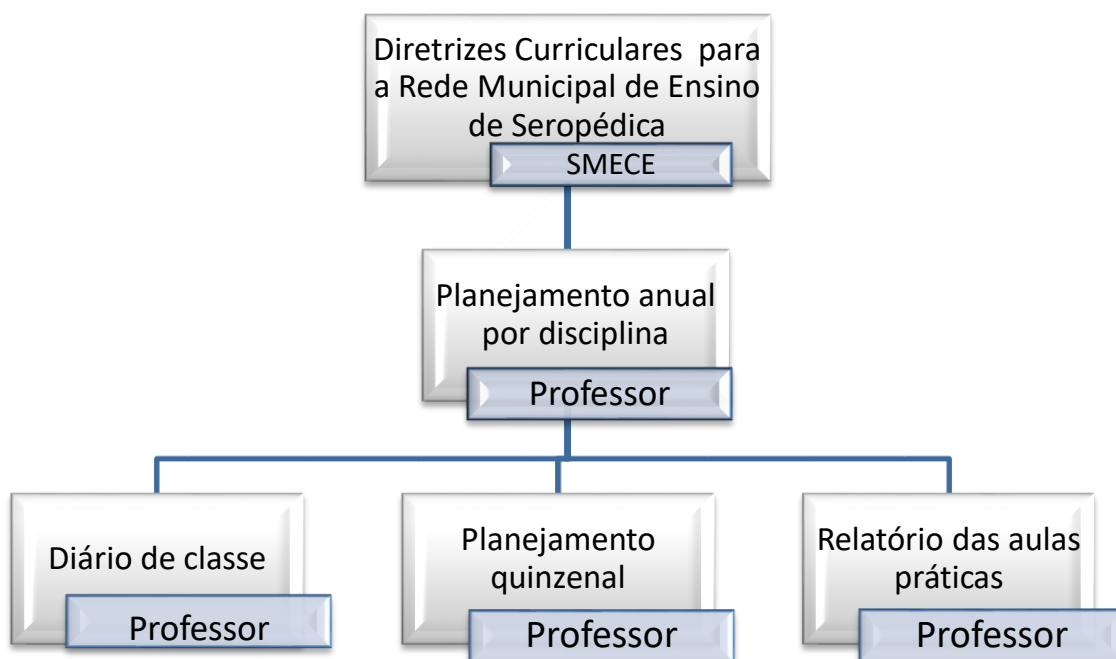 Diretrizes Curriculares para
a Rede Municipal de Ensino
de Seropédica
SMECE
Planejamento anual
por disciplina
Professor
Diário de classe
Professor
Planejamento
quinzenal
Professor
Relatório das aulas
práticas
Professor